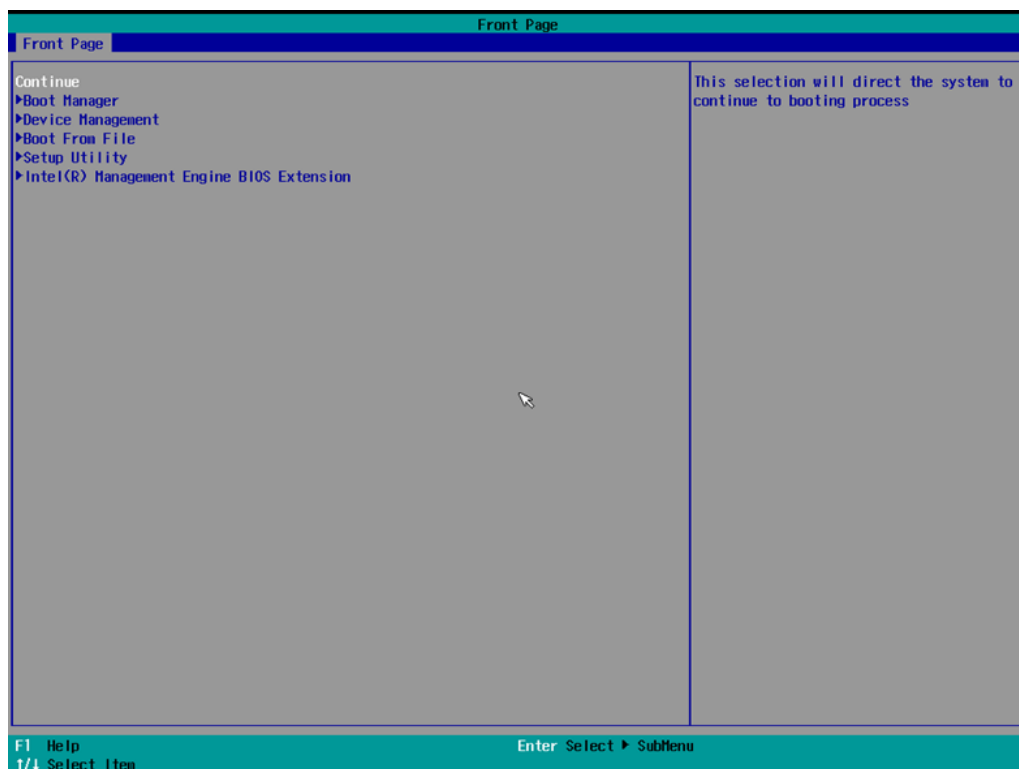 Front Page
Front Page
Continue
▶Boot Manager
▶Device Management
▶Boot From File
▶Setup Utility
▶Intel(R) Management Engine BIOS Extension
This selection will direct the system to
continue to booting process
F1 Help
↑/↓ Select Item
Enter Select ▶ SubMenu